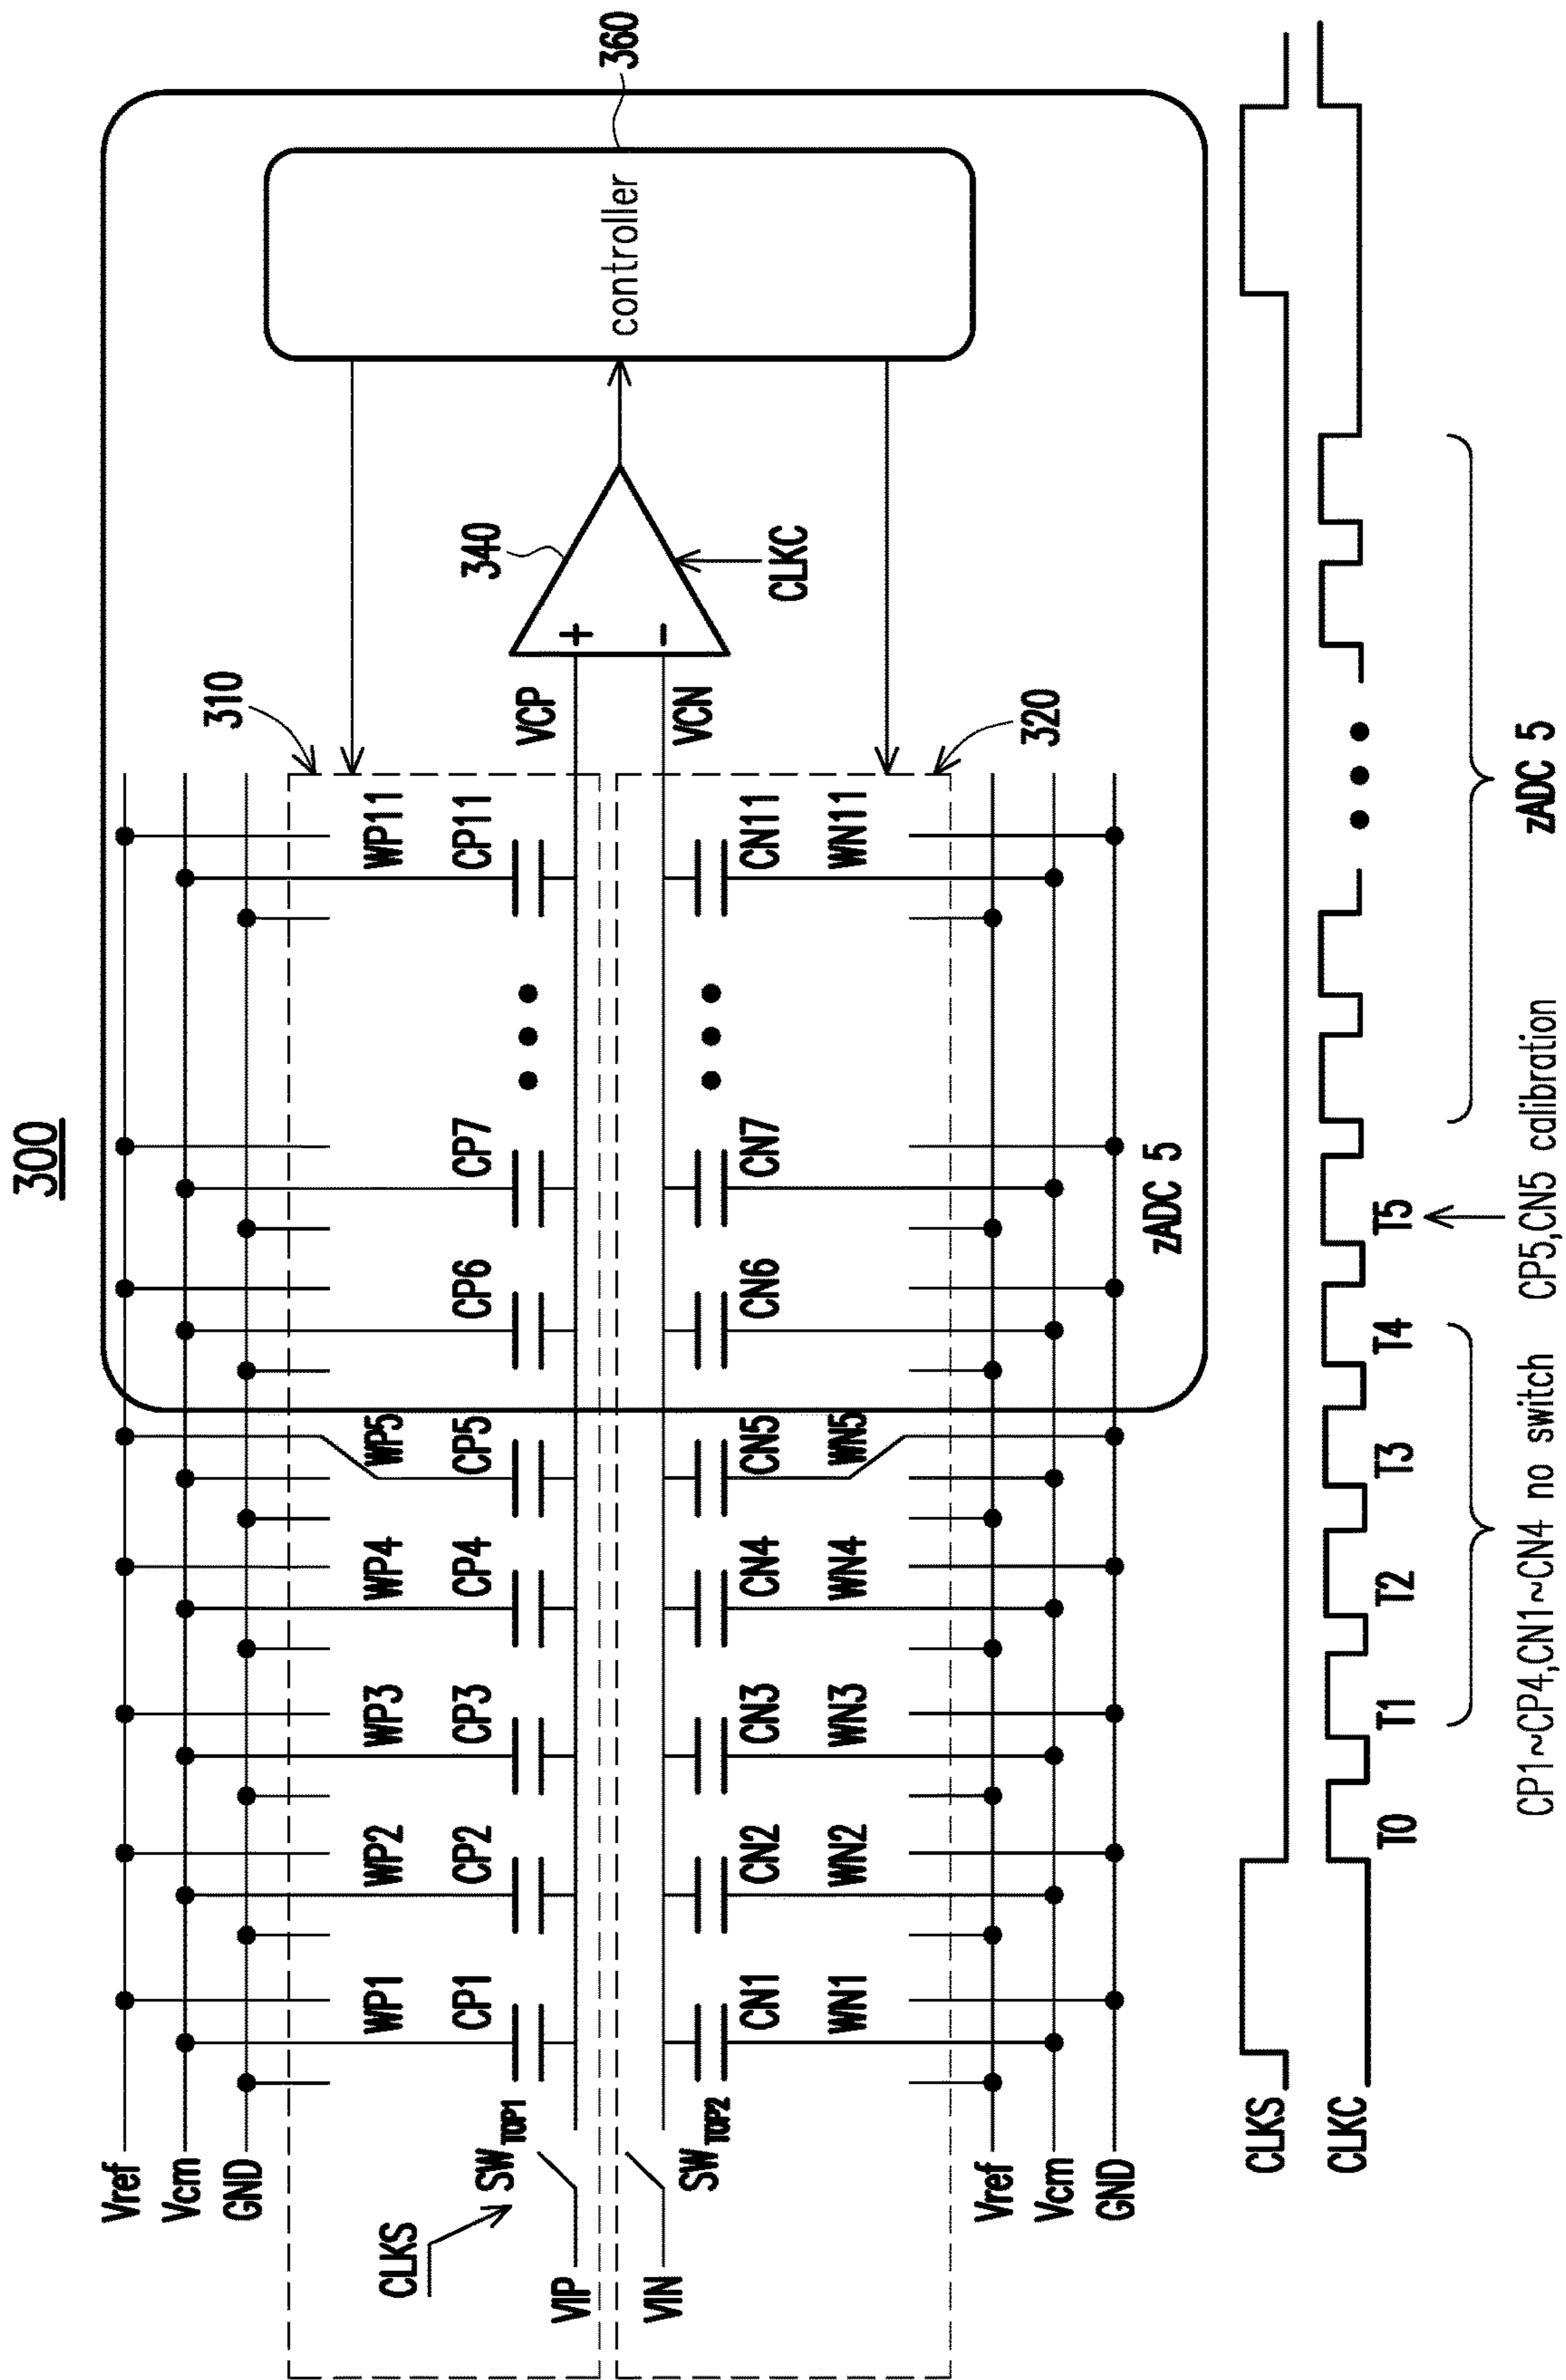 300
Vref
Vcm
GND
CLKS
310
360
WP1 WP2 WP3 WP4 WP5 WP11
CP1 CP2 CP3 CP4 CP5 CP6 CP7 CP11
340
SWTOP1
VIP
VCP
+
controller
VIN
VCN
−
SWTOP2
CN1 CN2 CN3 CN4 CN5 CN6 CN7 CN11
CLKC
WN1 WN2 WN3 WN4 WN5 WN11
320
Vref
Vcm
GND
zADC 5
CLKS
CLKC
T0 T1 T2 T3 T4 T5
CP1~CP4,CN1~CN4 no switch
CP5,CN5 calibration
zADC 5